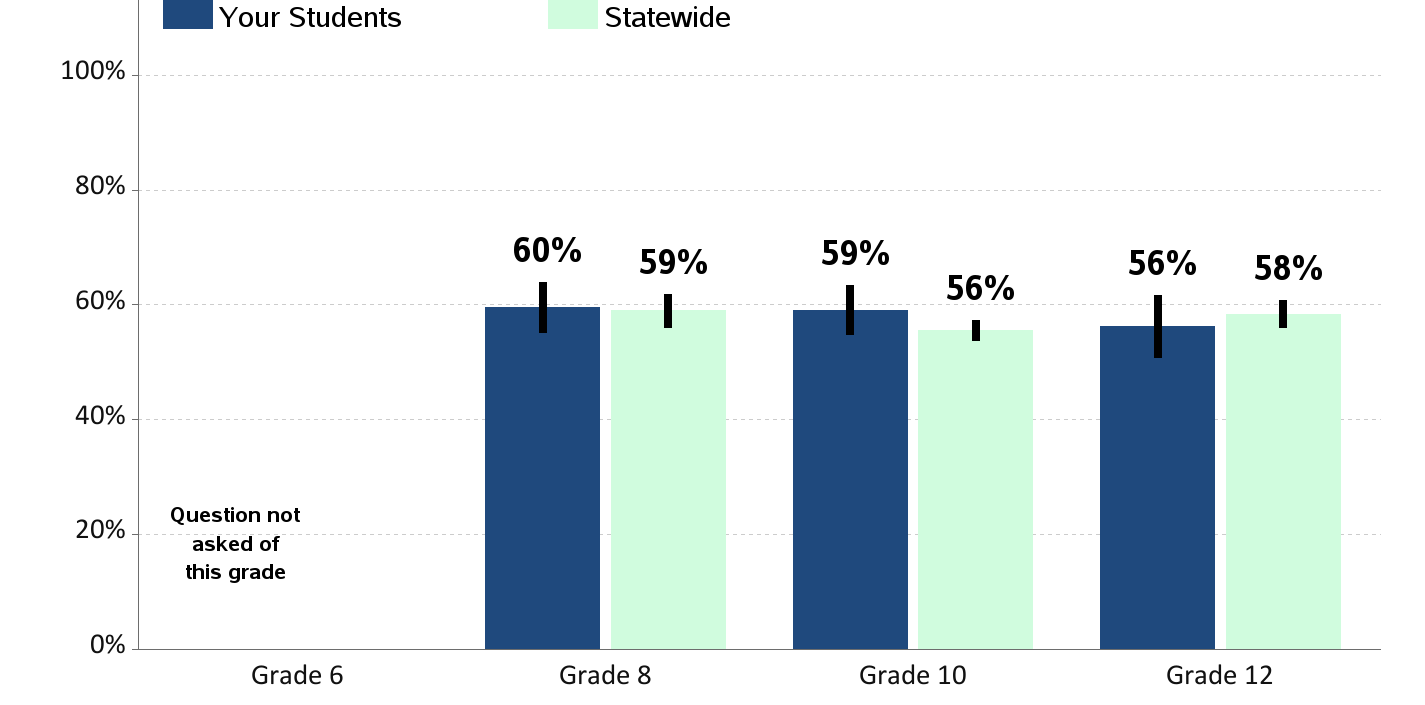 Your Students
Statewide
100%
80%
60%
40%
20%
0%
60%
59%
59%
56%
56%
58%
Question not
asked of
this grade
Grade 6
Grade 8
Grade 10
Grade 12